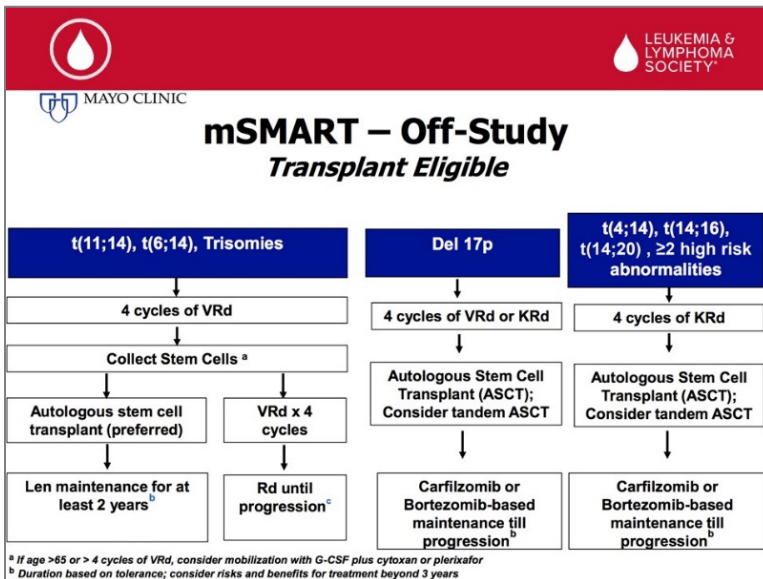 LEUKEMIA &
LYMPHOMA
SOCIETY®
MAYO CLINIC
mSMART – Off-Study
Transplant Eligible
t(11;14), t(6;14), Trisomies
4 cycles of VRd
Collect Stem Cells a
Autologous stem cell
transplant (preferred)
Len maintenance for at
least 2 years b
VRd x 4
cycles
Rd until
progression c
Del 17p
4 cycles of VRd or KRd
Autologous Stem Cell
Transplant (ASCT);
Consider tandem ASCT
Carfilzomib or
Bortezomib-based
maintenance till
progression b
t(4;14), t(14;16),
t(14;20) , ≥2 high risk
abnormalities
4 cycles of KRd
Autologous Stem Cell
Transplant (ASCT);
Consider tandem ASCT
Carfilzomib or
Bortezomib-based
maintenance till
progression b
a If age >65 or > 4 cycles of VRd, consider mobilization with G-CSF plus cytoxan or plerixafor
b Duration based on tolerance; consider risks and benefits for treatment beyond 3 years